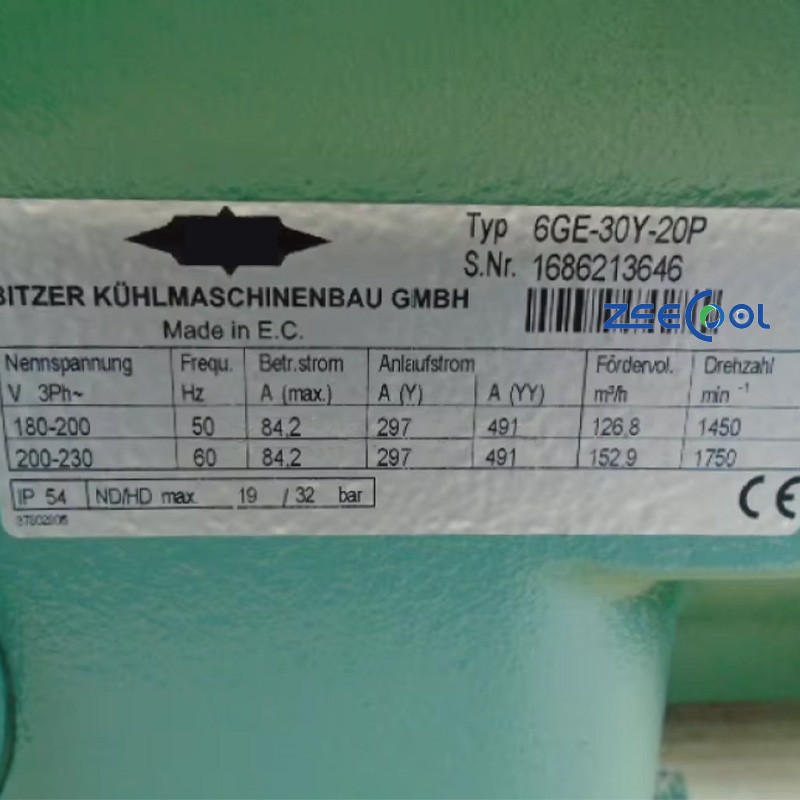 Typ 6GE-30Y-20P
S.Nr. 1686213646
BITZER KÜHLMASCHINENBAU GMBH
ZEECOOL
Made in E.C.
Nennspannung Frequ. Betr.strom Anlaufstrom Fördervol. Drehzahl
V 3Ph~ Hz A (max.) A (Y) A (YY) m³/h min -1
180-200 50 84.2 297 491 126.8 1450
200-230 60 84.2 297 491 152.9 1750
IP 54 ND/HD max. 19 / 32 bar
CE